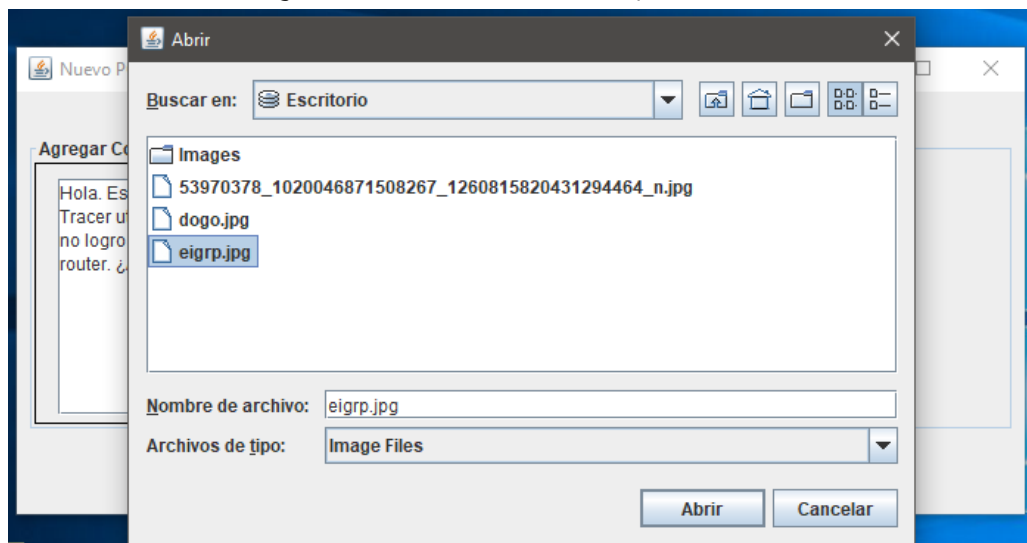 Abrir
Nuevo P
Buscar en: Escritorio
Agregar Co
Images
53970378_1020046871508267_1260815820431294464_n.jpg
Hola. Es
dogo.jpg
Tracer u
eigrp.jpg
no logro
router. ¿
Nombre de archivo: eigrp.jpg
Archivos de tipo: Image Files
Abrir Cancelar